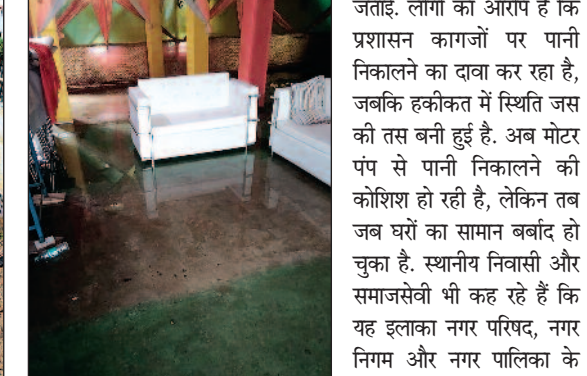 जताई. लोगों का आरोप है कि
प्रशासन कागजों पर पानी
निकालने का दावा कर रहा है,
जबकि हकीकत में स्थिति जस
की तस बनी हुई है. अब मोटर
पंप से पानी निकालने की
कोशिश हो रही है, लेकिन तब
जब घरों का सामान बर्बाद हो
चुका है. स्थानीय निवासी और
समाजसेवी भी कह रहे हैं कि
यह इलाका नगर परिषद, नगर
निगम और नगर पालिका के